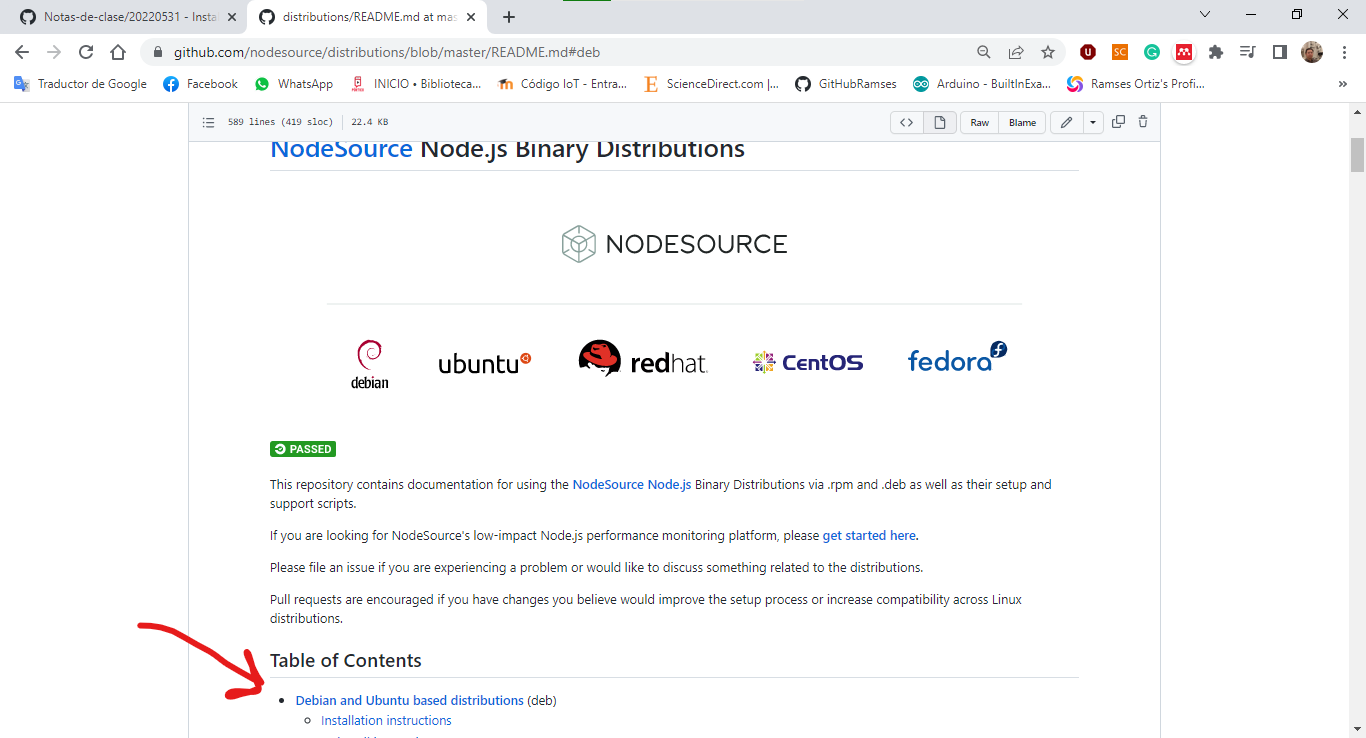 Notas-de-clase/20220531 - Insta
distributions/README.md at mas
github.com/nodesource/distributions/blob/master/README.md#deb
Traductor de Google
Facebook
WhatsApp
INICIO • Biblioteca...
Código IoT - Entra...
ScienceDirect.com |...
GitHubRamses
Arduino - BuiltInExa...
Ramses Ortiz's Profi...
»
589 lines (419 sloc)
22.4 KB
Raw
Blame
NodeSource Node.js Binary Distributions
NODESOURCE
debian
ubuntu
redhat.
CentOS
fedora
PASSED
This repository contains documentation for using the NodeSource Node.js Binary Distributions via .rpm and .deb as well as their setup and
support scripts.
If you are looking for NodeSource's low-impact Node.js performance monitoring platform, please get started here.
Please file an issue if you are experiencing a problem or would like to discuss something related to the distributions.
Pull requests are encouraged if you have changes you believe would improve the setup process or increase compatibility across Linux
distributions.
Table of Contents
Debian and Ubuntu based distributions (deb)
Installation instructions